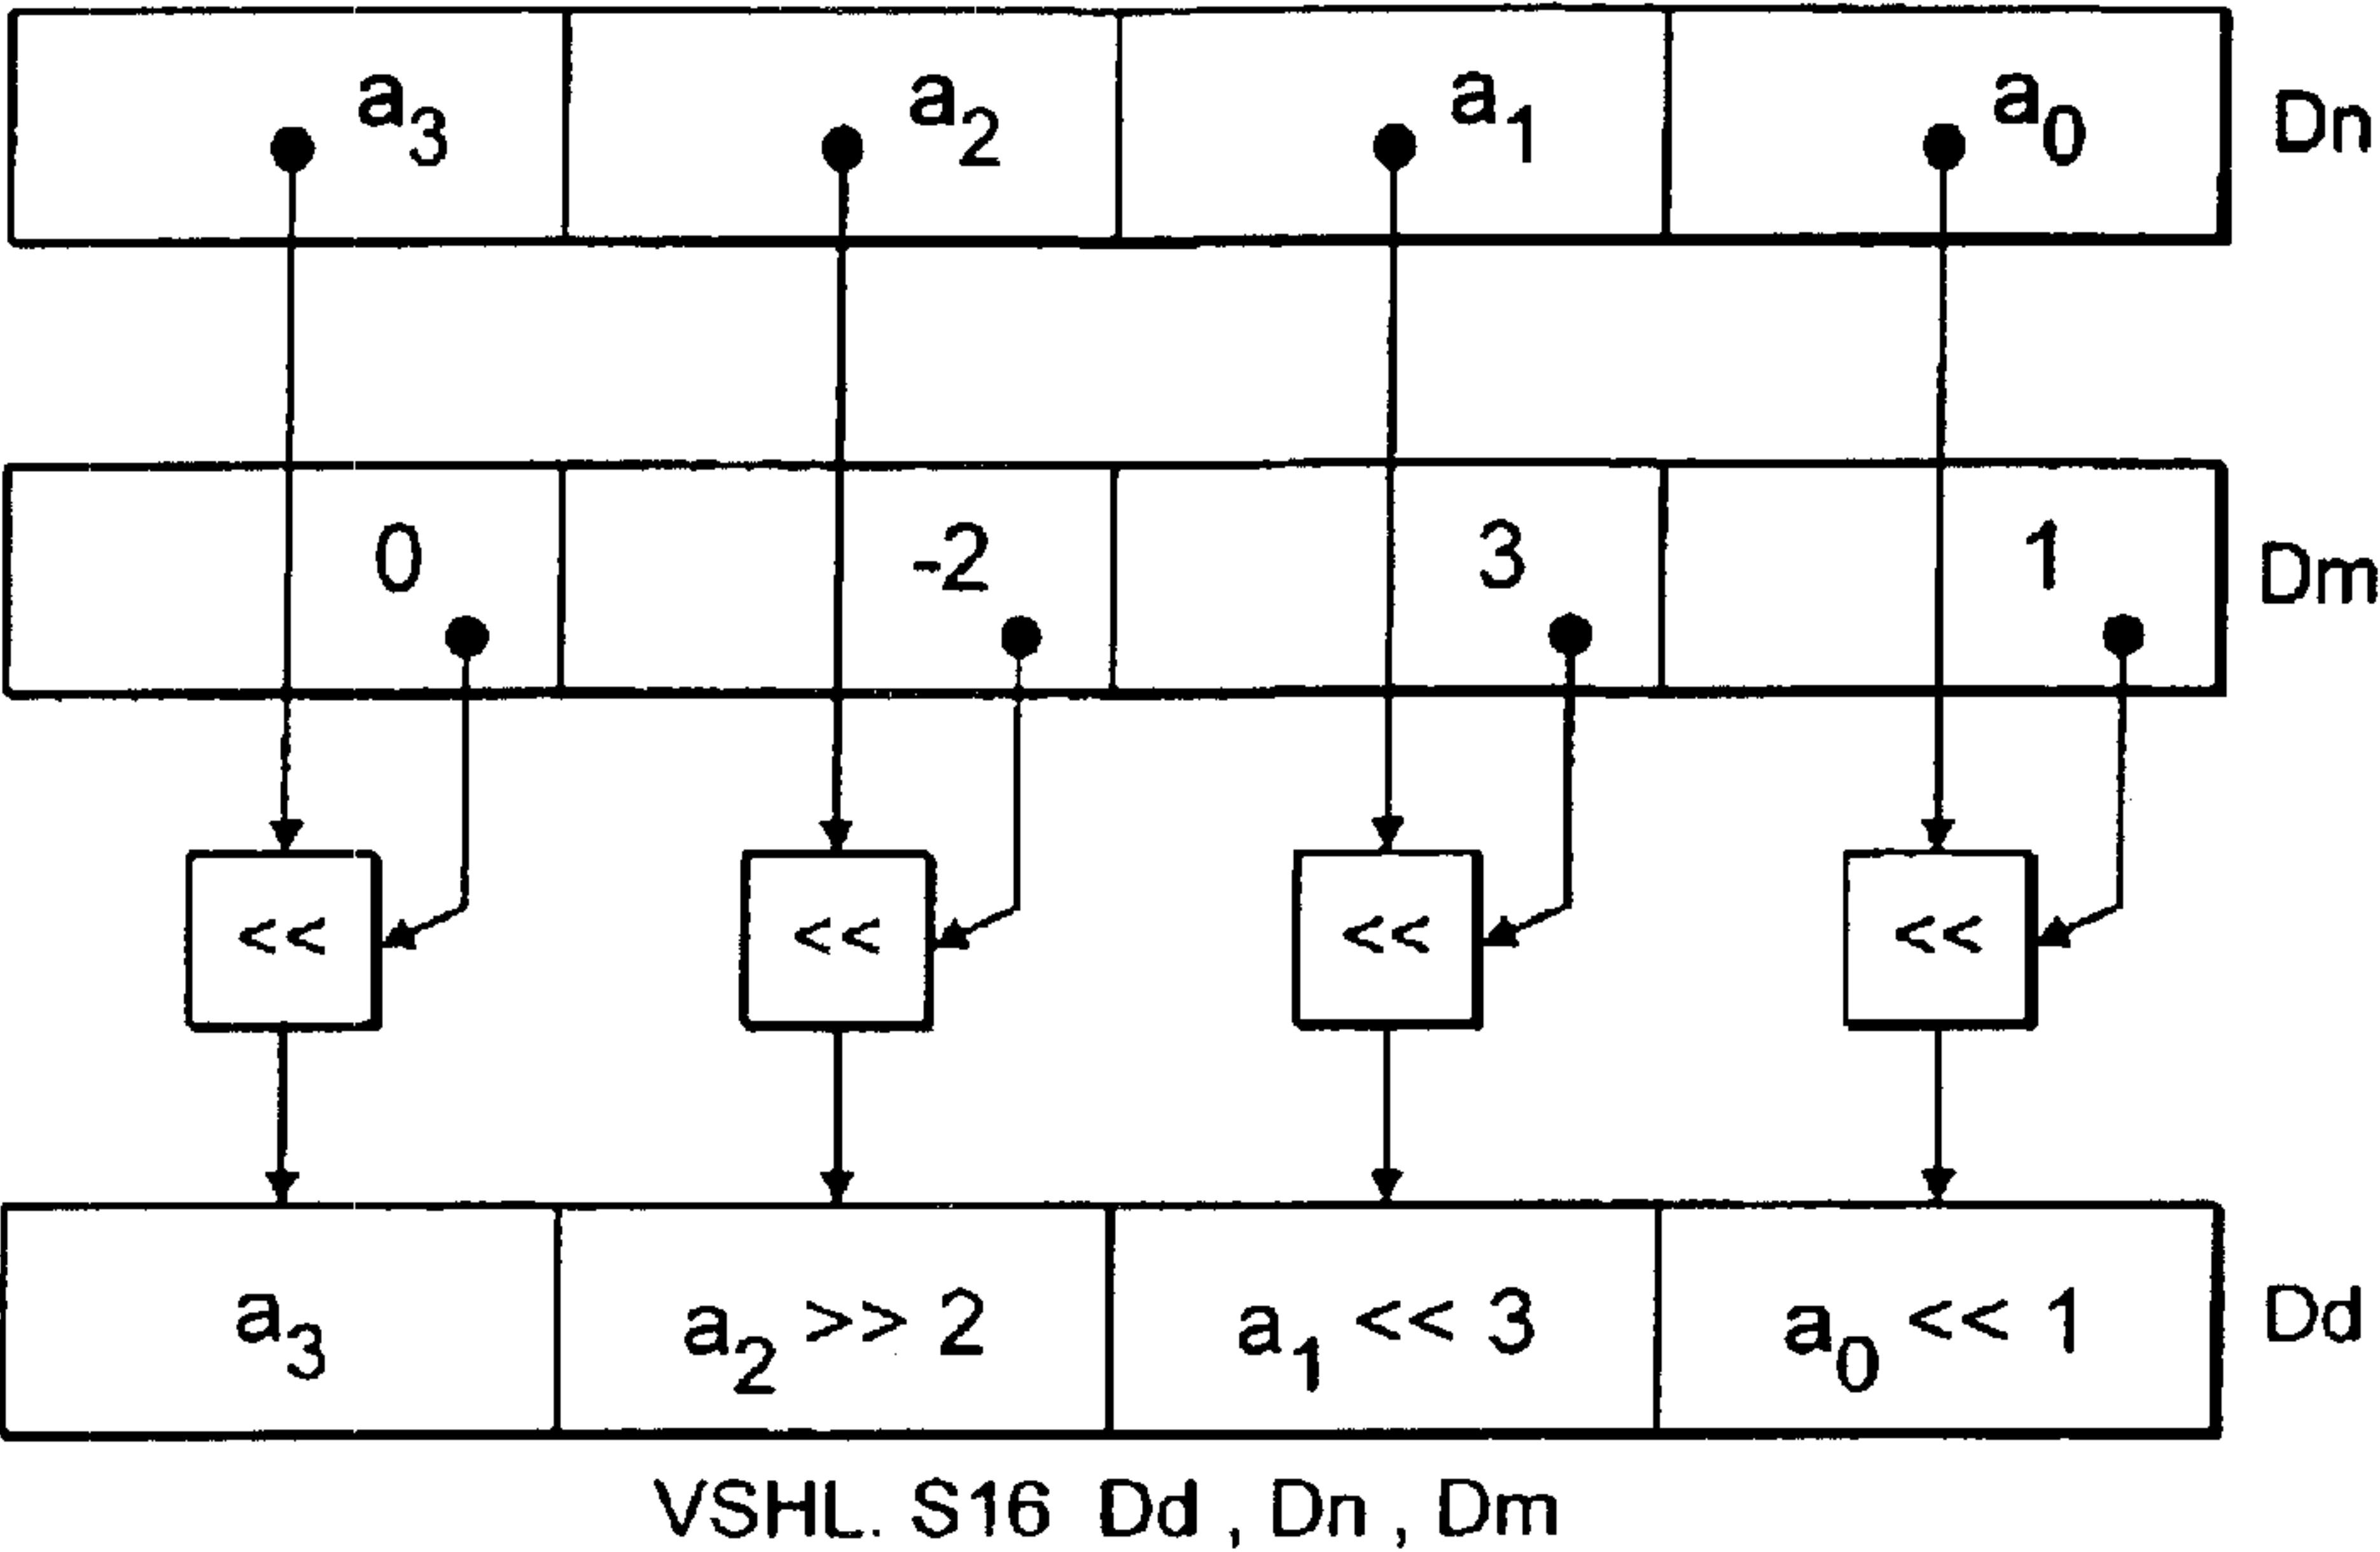 a3 a2 a1 a0 Dn
0 -2 3 1 Dm
<< << << <<
a3 a2 >> 2 a1 << 3 a0 << 1 Dd
VSHL. S16 Dd , Dn , Dm